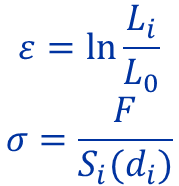 ε = ln L_i / L_0
σ = F / S_i(d_i)